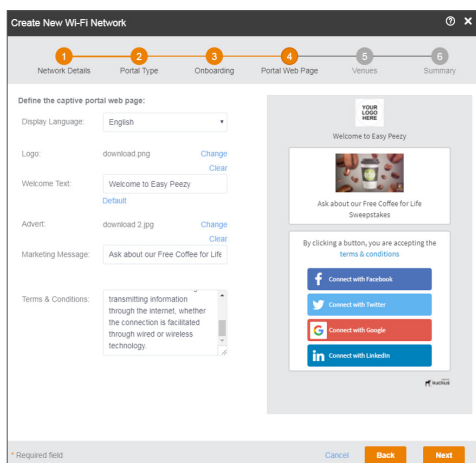 Create New Wi-Fi Network
1 2 3 4 5 6
Network Details Portal Type Onboarding Portal Web Page Venues Summary
Define the captive portal web page:
Display Language: English
Logo: download.png Change
Clear
Welcome Text: Welcome to Easy Peezy
Default
Advert: download 2.jpg Change
Clear
Marketing Message: Ask about our Free Coffee for Life
Terms & Conditions:
transmitting information
through the internet, whether
the connection is facilitated
through wired or wireless
technology.
YOUR
LOGO
HERE
Welcome to Easy Peezy
Ask about our Free Coffee for Life
Sweepstakes
By clicking a button, you are accepting the
terms & conditions
Connect with Facebook
Connect with Twitter
G Connect with Google
in Connect with LinkedIn
Ruckus
* Required field
Cancel Back Next